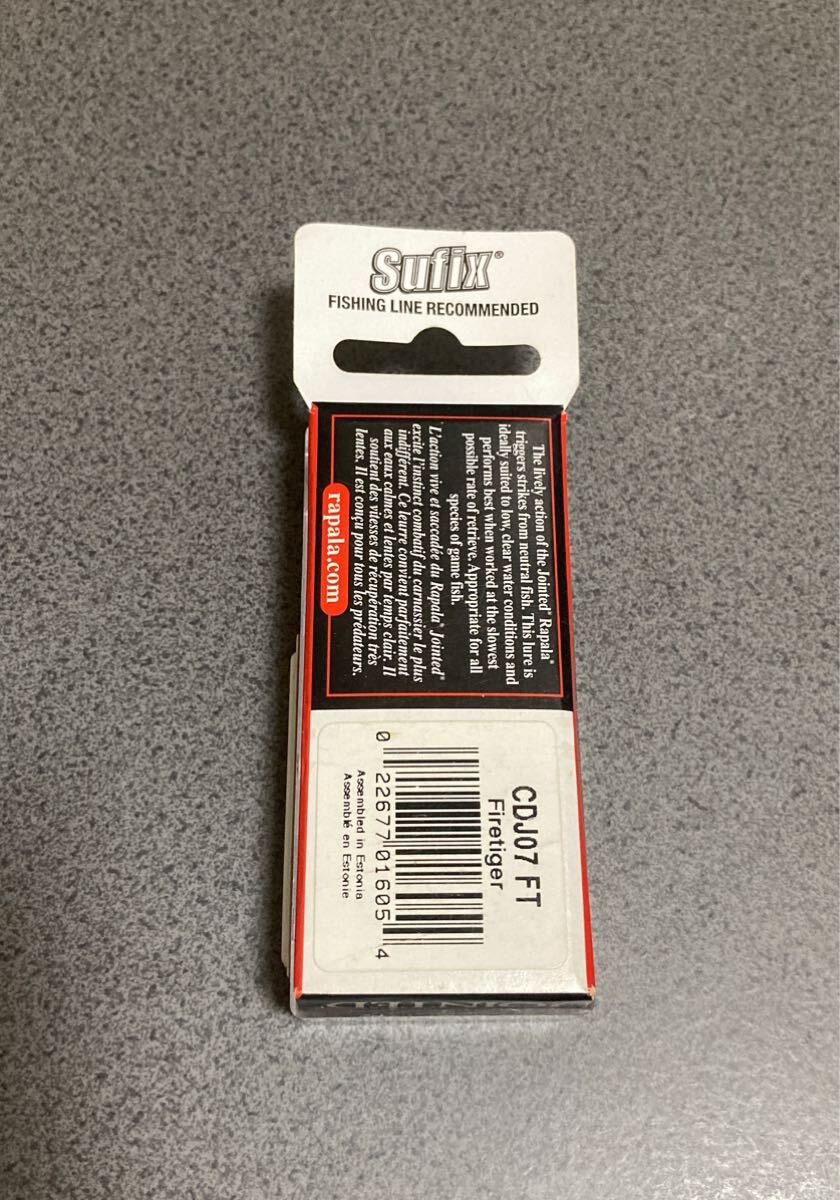 Sufix®
FISHING LINE RECOMMENDED
The lively action of the Jointed® Rapala®
triggers strikes from neutral fish. This lure is
ideally suited to low, clear water conditions and
performs best when worked at the slowest
possible rate of retrieve. Appropriate for all
species of game fish.
L'action vive et saccadée du Rapala® Jointed®
excite l'instinct combatif du carnassier le plus
indifférent. Ce leurre convient parfaitement
aux eaux calmes et lentes par temps clair. Il
soutient des vitesses de récupération très
lentes. Il est conçu pour tous les prédateurs.
rapala.com
CDJ07 FT
Firetiger
0 22677 01605 4
Assembled in Estonia
Assemblé en Estonie